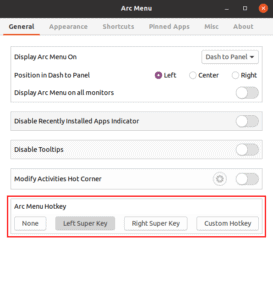 Arc Menu
General Appearance Shortcuts Pinned Apps Misc About
Display Arc Menu On Dash to Panel
Position in Dash to Panel Left Center Right
Display Arc Menu on all monitors
Disable Recently Installed Apps Indicator
Disable Tooltips
Modify Activities Hot Corner
Arc Menu Hotkey
None Left Super Key Right Super Key Custom Hotkey